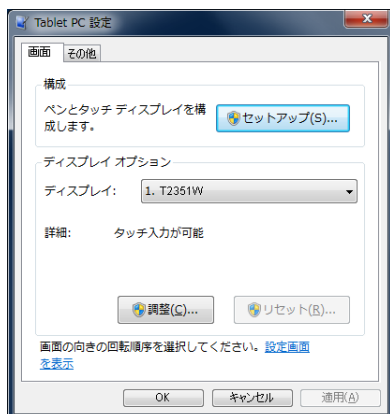 Tablet PC 設定
画面 その他
構成
ペンとタッチ ディスプレイを構
成します。
セットアップ(S)...
ディスプレイ オプション
ディスプレイ: 1. T2351W
詳細: タッチ入力が可能
調整(C)... リセット(R)...
画面の向きの回転順序を選択してください。設定画面
を表示
OK キャンセル 適用(A)